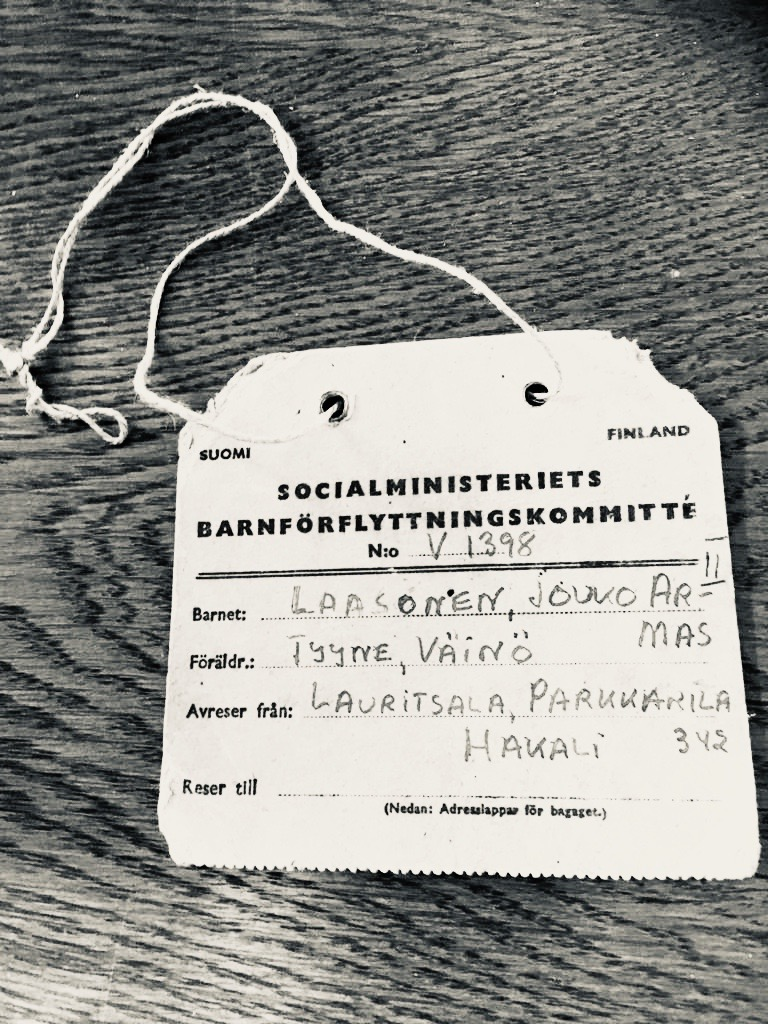 SUOMI FINLAND
SOCIALMINISTERIETS
BARNFÖRFLYTTNINGSKOMMITTÉ
N:o V 1398
II
Barnet: LAASONEN, JOUKO AR-
MAS
Föräldr.: TYYNE, VÄINÖ
Avreser från: LAURITSALA, PARKKARILA
HAKALI 342
Reser till
(Nedan: Adresslappar för bagaget.)